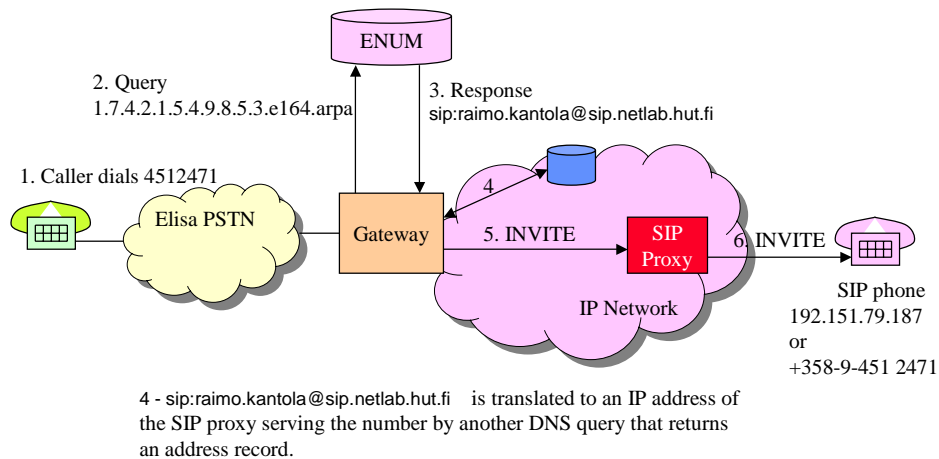 ENUM
2. Query
1.7.4.2.1.5.4.9.8.5.3.e164.arpa
3. Response
sip:raimo.kantola@sip.netlab.hut.fi
1. Caller dials 4512471
Elisa PSTN
Gateway
4
5. INVITE
SIP
Proxy
6. INVITE
IP Network
SIP phone
192.151.79.187
or
+358-9-451 2471
4 - sip:raimo.kantola@sip.netlab.hut.fi is translated to an IP address of
the SIP proxy serving the number by another DNS query that returns
an address record.